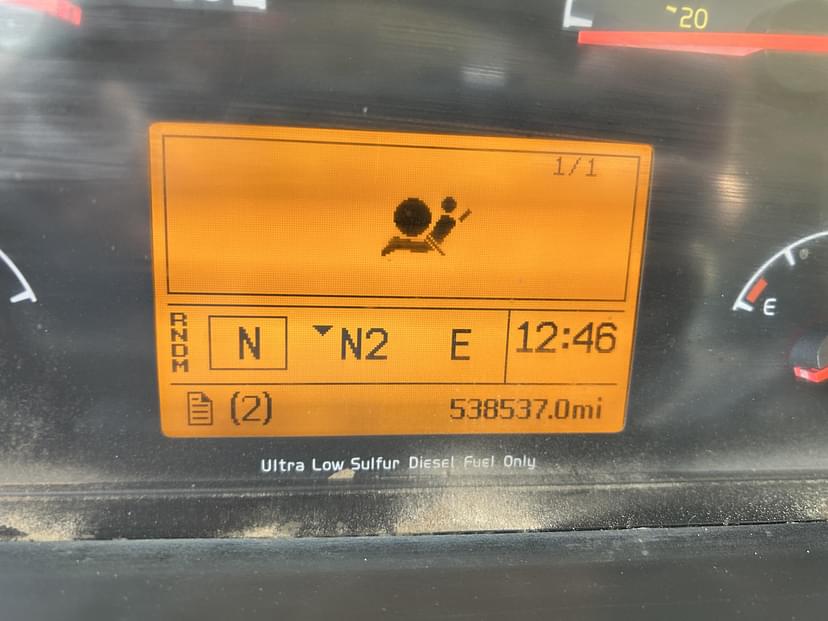 20
1/1
R
N
D
M
N N2 E 12:46
E
(2) 538537.0mi
Ultra Low Sulfur Diesel Fuel Only